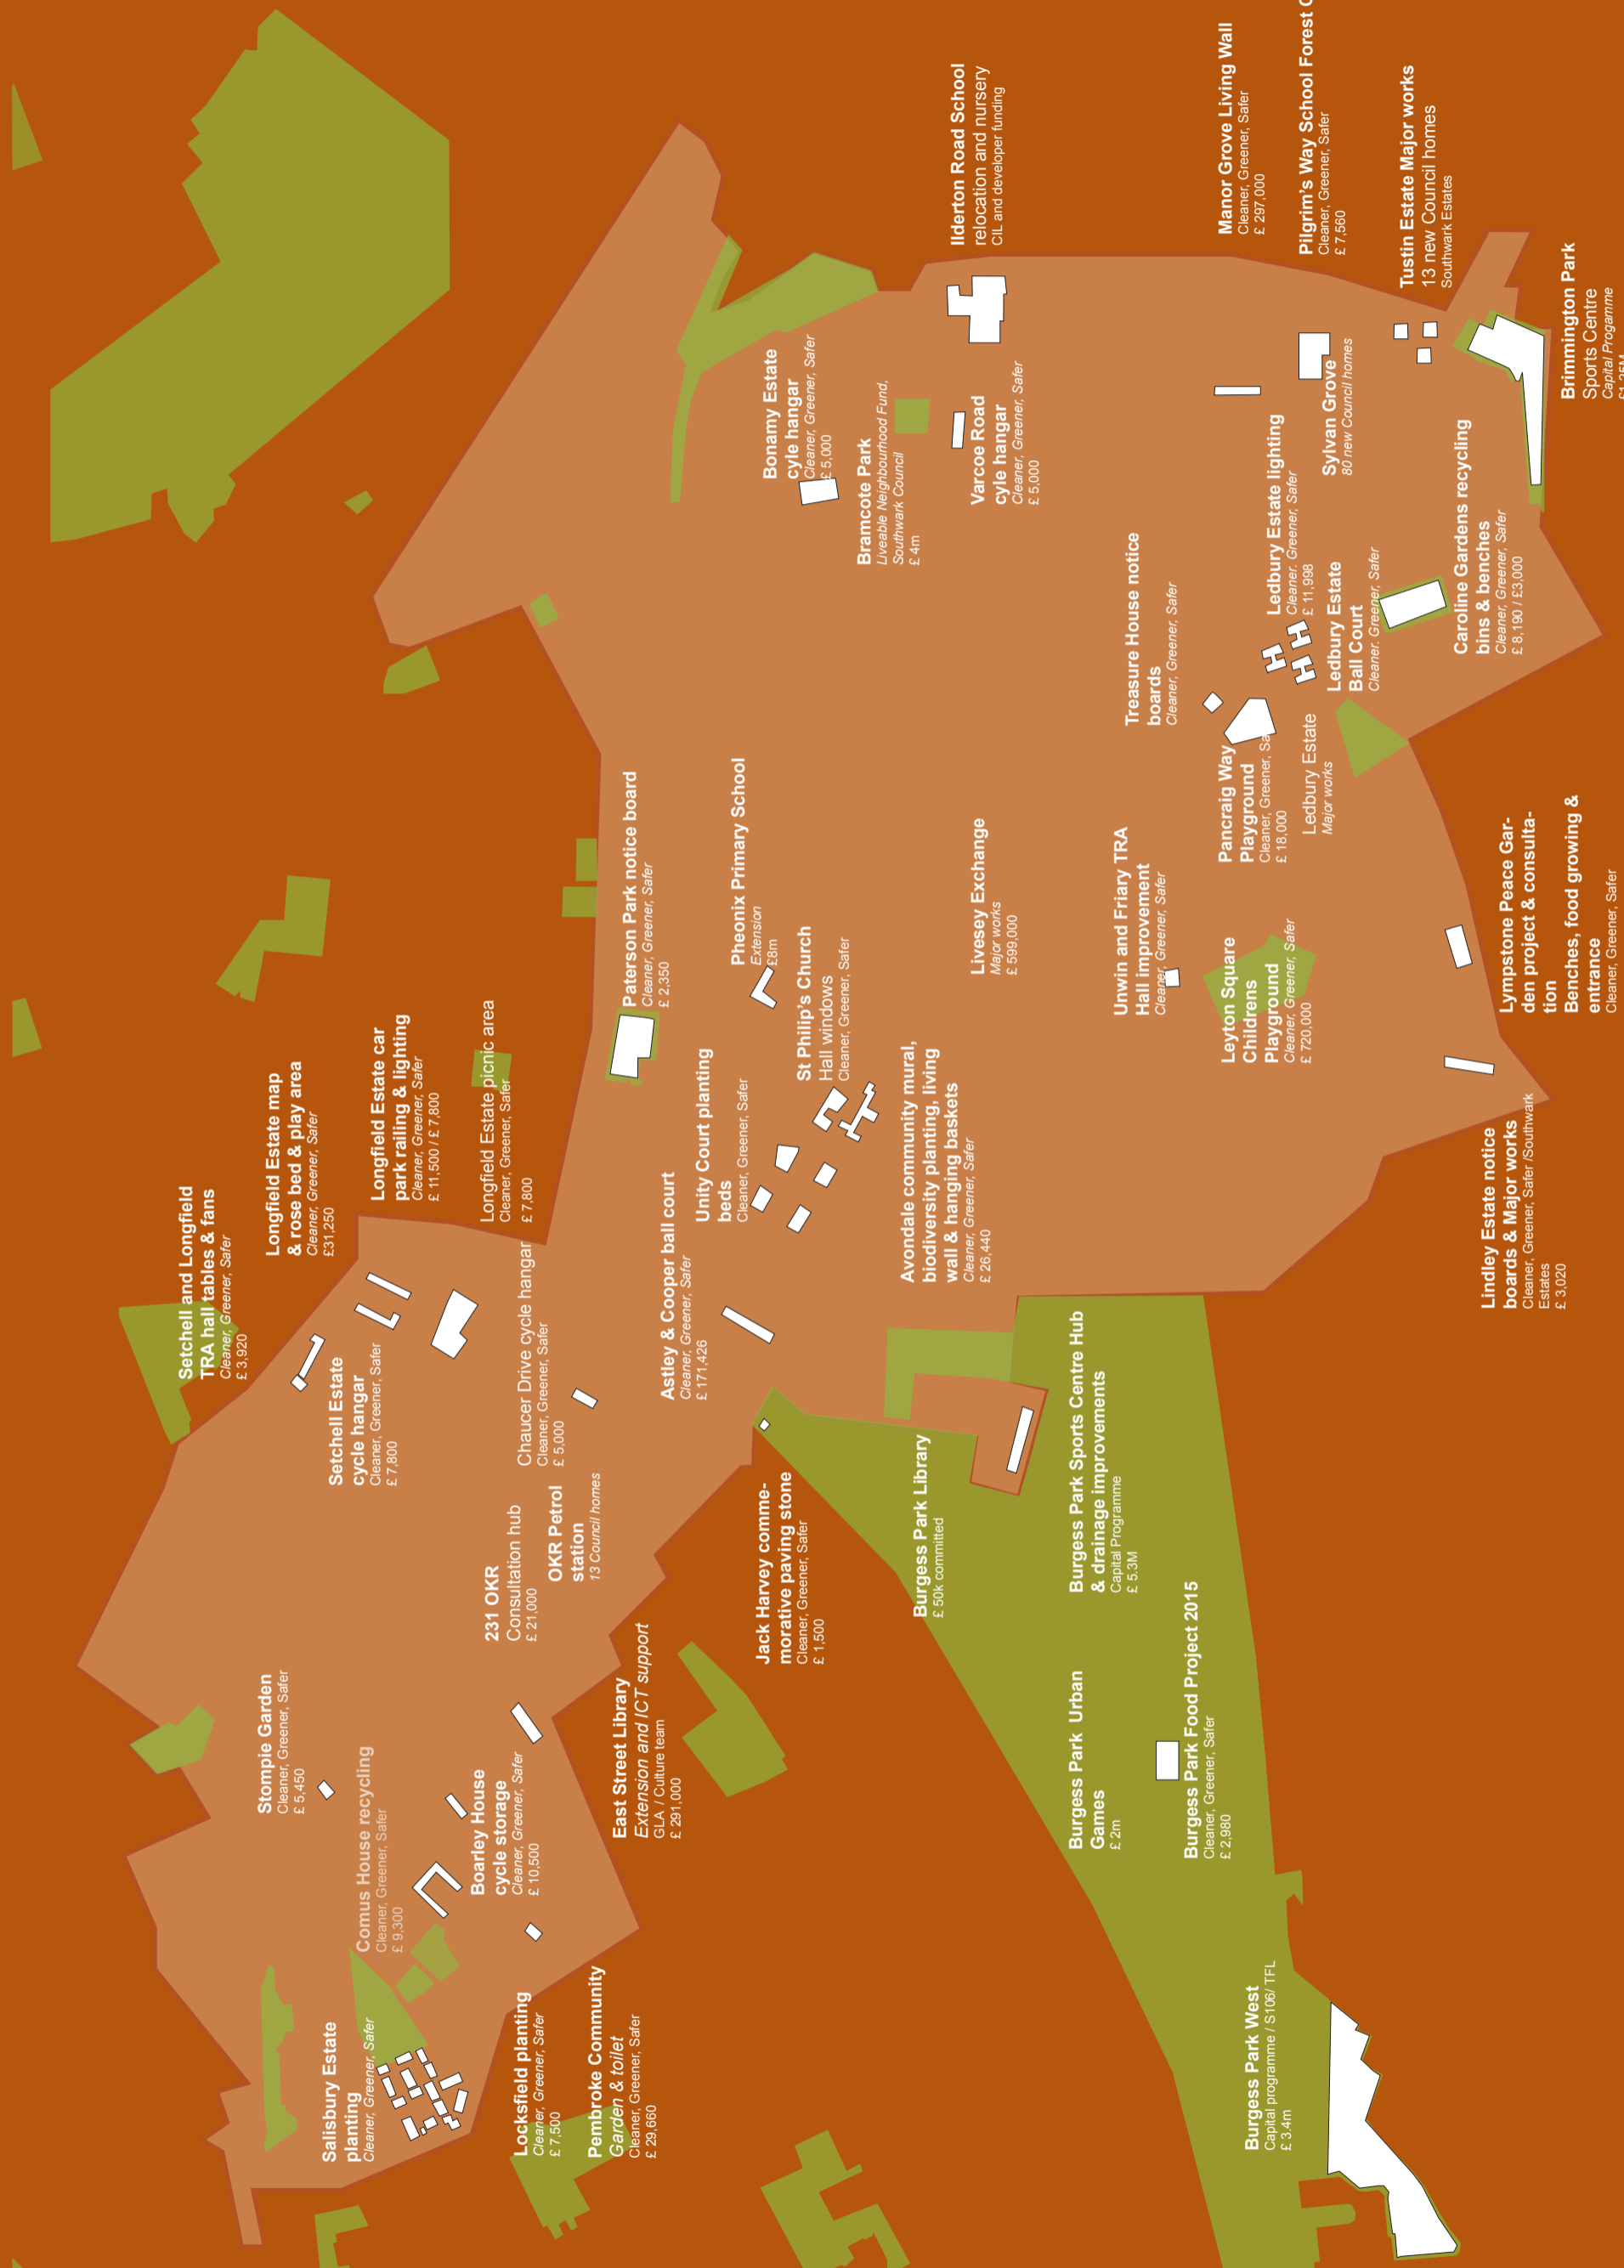 Salisbury Estate
planting
Cleaner, Greener, Safer
Locksfield planting
Cleaner, Greener, Safer
£ 7,500
Pembroke Community
Garden & toilet
Cleaner, Greener, Safer
£ 29,660
Burgess Park West
Capital programme / S106/ TFL
£ 3.4m
Stompie Garden
Cleaner, Greener, Safer
£ 5,450
Comus House recycling
Cleaner, Greener, Safer
£ 9,300
Boarley House
cycle storage
Cleaner, Greener, Safer
£ 10,500
East Street Library
Extension and ICT support
GLA / Culture team
£ 291,000
Burgess Park Urban
Games
£ 2m
Burgess Park Food Project 2015
Cleaner, Greener, Safer
£ 2,980
231 OKR
Consultation hub
£ 21,000
OKR Petrol
station
13 Council homes
Jack Harvey comme-
morative paving stone
Cleaner, Greener, Safer
£ 1,500
Burgess Park Library
£ 50k committed
Burgess Park Sports Centre Hub
& drainage improvements
Capital Programme
£ 5.3M
Setchell and Longfield
TRA hall tables & fans
Cleaner, Greener, Safer
£ 3,920
Setchell Estate
cycle hangar
Cleaner, Greener, Safer
£ 7,800
Chaucer Drive cycle hangar
Cleaner, Greener, Safer
£ 5,000
Astley & Cooper ball court
Cleaner, Greener, Safer
£ 171,426
Longfield Estate map
& rose bed & play area
Cleaner, Greener, Safer
£31,250
Longfield Estate car
park railing & lighting
Cleaner, Greener, Safer
£ 11,500 / £ 7,800
Longfield Estate picnic area
Cleaner, Greener, Safer
£ 7,800
Unity Court planting
beds
Cleaner, Greener, Safer
Avondale community mural,
biodiversity planting, living
wall & hanging baskets
Cleaner, Greener, Safer
£ 26,440
Lindley Estate notice
boards & Major works
Cleaner, Greener, Safer /Southwark
Estates
£ 3,020
Paterson Park notice board
Cleaner, Greener, Safer
£ 2,350
Pheonix Primary School
Extension
£8m
St Philip's Church
Hall windows
Cleaner, Greener, Safer
Livesey Exchange
Major works
£ 599,000
Unwin and Friary TRA
Hall improvement
Cleaner, Greener, Safer
Leyton Square
Childrens
Playground
Cleaner, Greener, Safer
£ 720,000
Lympstone Peace Gar-
den project & consulta-
tion
Benches, food growing &
entrance
Cleaner, Greener, Safer
Treasure House notice
boards
Cleaner, Greener, Safer
Pancraig Way
Playground
Cleaner, Greener, Sa
£ 18,000
Ledbury Estate
Major works
Ledbury Estate lighting
Cleaner, Greener, Safer
£ 11,998
Ledbury Estate
Ball Court
Cleaner, Greener, Safer
Caroline Gardens recycling
bins & benches
Cleaner, Greener, Safer
£ 8,190 / £3,000
Bonamy Estate
cyle hangar
Cleaner, Greener, Safer
£ 5,000
Bramcote Park
Liveable Neighbourhood Fund,
Southwark Council
£ 4m
Varcoe Road
cyle hangar
Cleaner, Greener, Safer
£ 5,000
Sylvan Grove
80 new Council homes
Brimmington Park
Sports Centre
Capital Progamme
Ilderton Road School
relocation and nursery
CIL and developer funding
Manor Grove Living Wall
Cleaner, Greener, Safer
£ 297,000
Pilgrim's Way School Forest
Cleaner, Greener, Safer
£ 7,560
Tustin Estate Major works
13 new Council homes
Southwark Estates